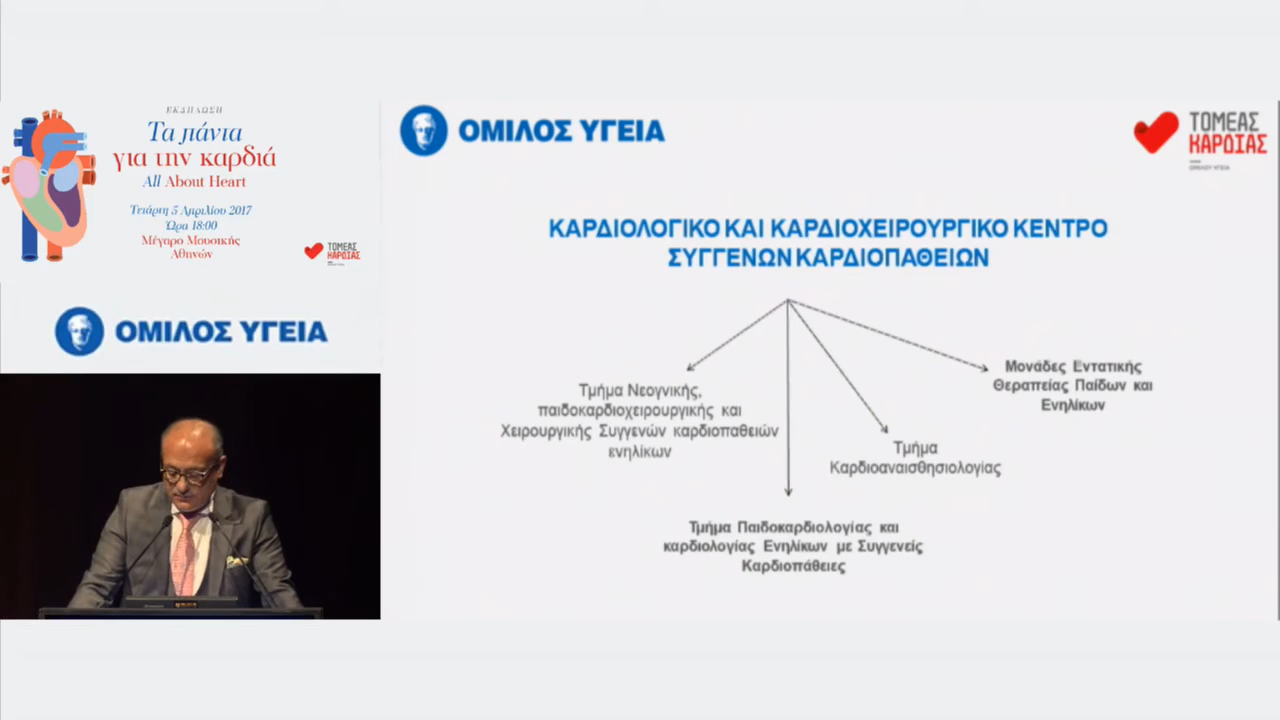 ΕΚΔΗΛΩΣΗ
Τα πάντα
για την καρδιά
All About Heart
Τετάρτη 5 Απριλίου 2017
Ώρα 18:00
Μέγαρο Μουσικής
Αθηνών
ΤΟΜΕΑΣ
ΚΑΡΔΙΑΣ
ΟΜΙΛΟΣ ΥΓΕΙΑ
ΟΜΙΛΟΣ ΥΓΕΙΑ
ΤΟΜΕΑΣ
ΚΑΡΔΙΑΣ
ΟΜΙΛΟΥ ΥΓΕΙΑ
ΚΑΡΔΙΟΛΟΓΙΚΟ ΚΑΙ ΚΑΡΔΙΟΧΕΙΡΟΥΡΓΙΚΟ ΚΕΝΤΡΟ
ΣΥΓΓΕΝΩΝ ΚΑΡΔΙΟΠΑΘΕΙΩΝ
Τμήμα Νεογνικής,
παιδοκαρδιοχειρουργικής και
Χειρουργικής Συγγενών καρδιοπαθειών
ενηλίκων
Μονάδες Εντατικής
Θεραπείας Παίδων και
Ενηλίκων
Τμήμα
Καρδιοαναισθησιολογίας
Τμήμα Παιδοκαρδιολογίας και
καρδιολογίας Ενηλίκων με Συγγενείς
Καρδιοπάθειες